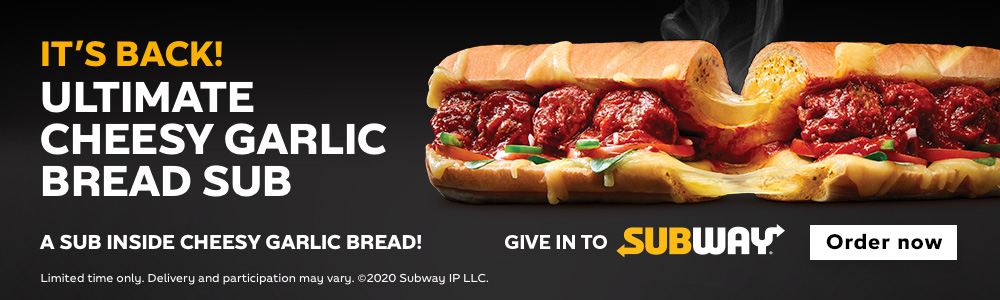 IT'S BACK!
ULTIMATE
CHEESY GARLIC
BREAD SUB
A SUB INSIDE CHEESY GARLIC BREAD!
GIVE IN TO SUBWAY®
Order now
Limited time only. Delivery and participation may vary. ©2020 Subway IP LLC.